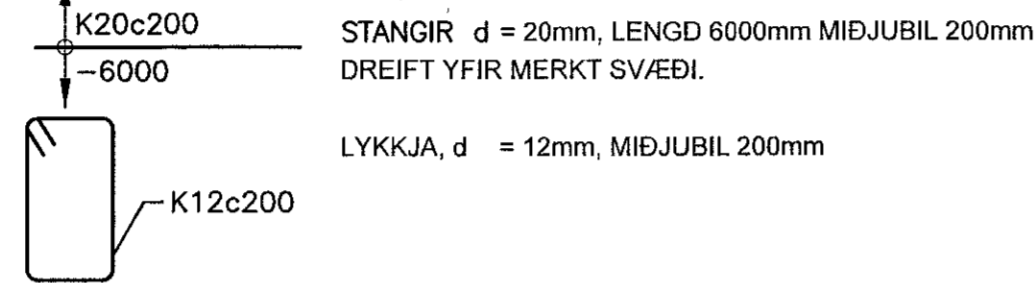 K20c200
STANGIR d = 20mm, LENGD 6000mm MIÐJUBIL 200mm
-6000
DREIFT YFIR MERKT SVÆÐI.
LYKKJA, d = 12mm, MIÐJUBIL 200mm
K12c200